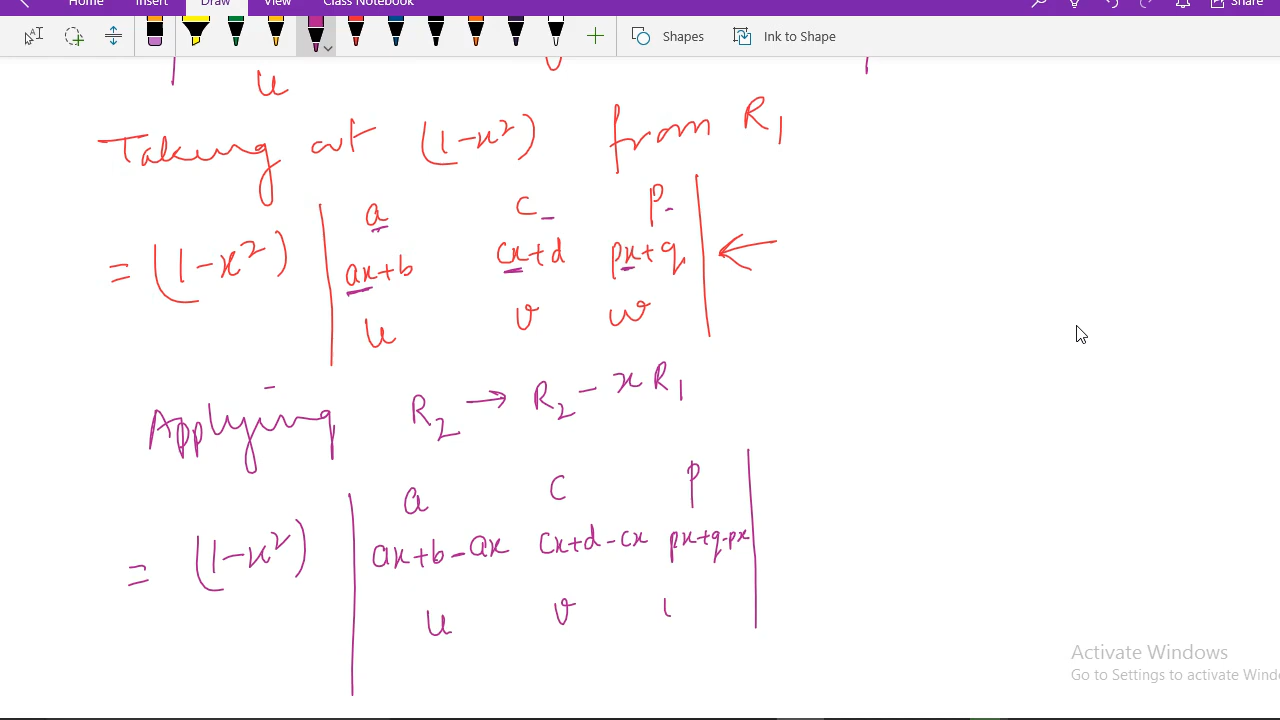 Home Insert Draw View Class Notebook Share
Shapes Ink to Shape
u v
Taking out (1-x²) from R₁
a c p
= (1-x²) ax+b cx+d px+q ←
u v w
Applying R₂ → R₂ - xR₁
a c p
= (1-x²) ax+b-ax cx+d-cx px+q-px
u v
Activate Windows
Go to Settings to activate Wind